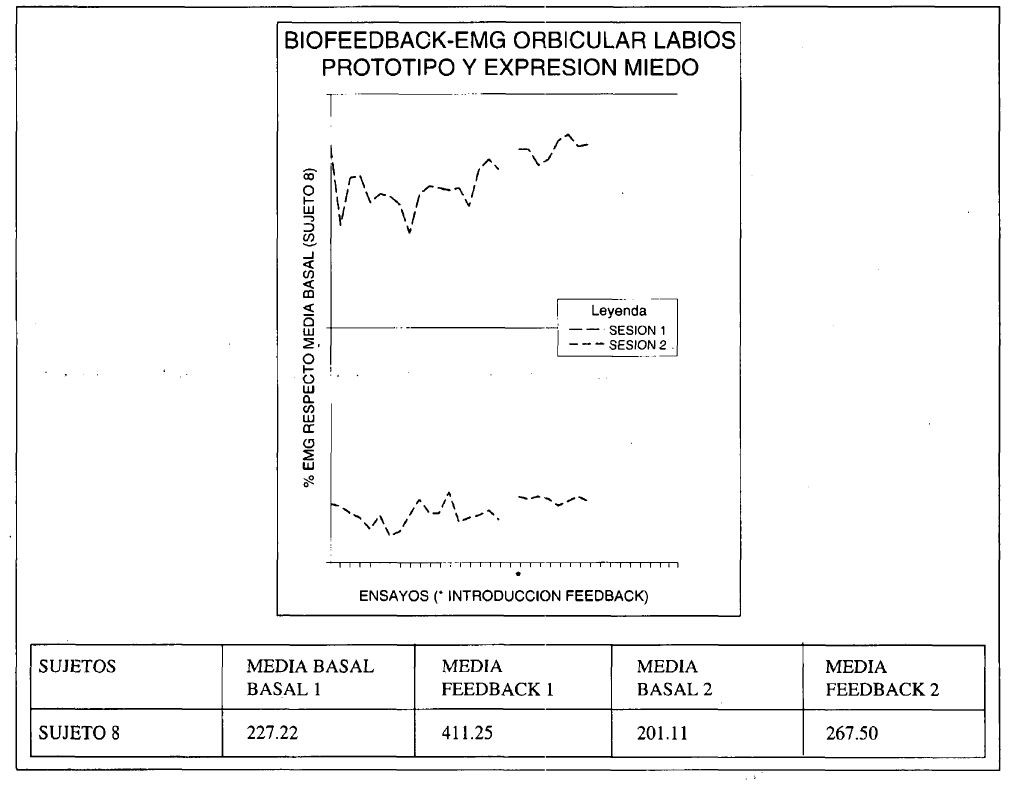 BIOFEEDBACK-EMG ORBICULAR LABIOS
PROTOTIPO Y EXPRESION MIEDO
% EMG RESPECTO MEDIA BASAL (SUJETO 8)
Leyenda
SESION 1
SESION 2
*
ENSAYOS (* INTRODUCCION FEEDBACK)
SUJETOS
MEDIA BASAL
BASAL 1
MEDIA
FEEDBACK 1
MEDIA
BASAL 2
MEDIA
FEEDBACK 2
SUJETO 8
227.22
411.25
201.11
267.50